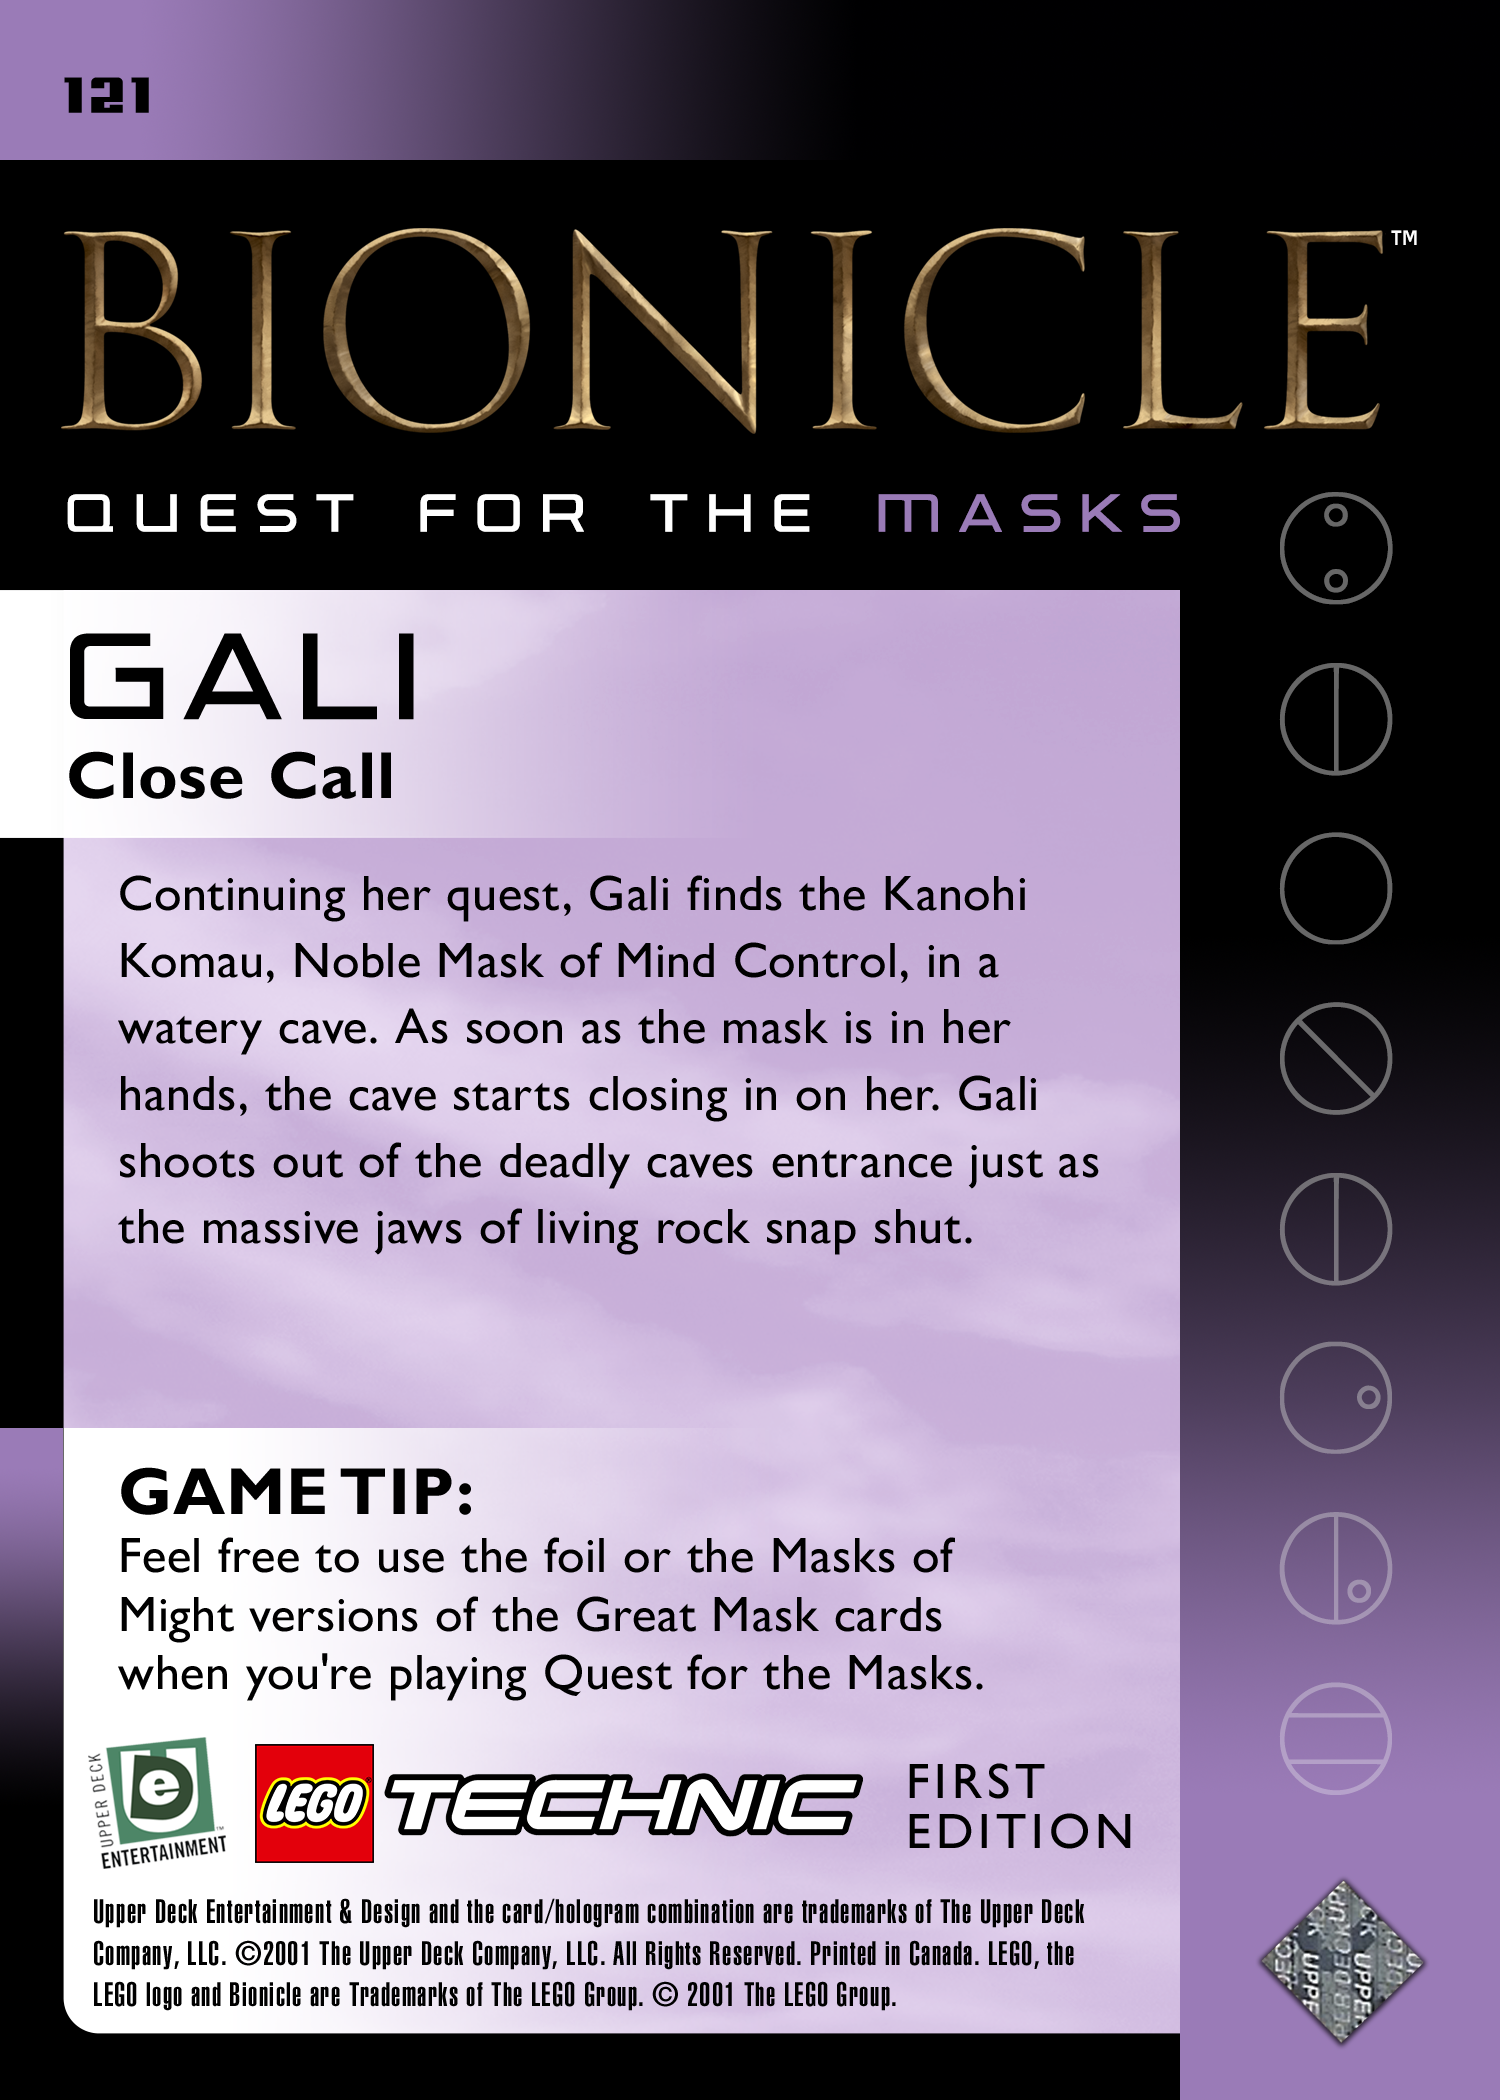 121
BIONICLE™
QUEST FOR THE MASKS
GALI
Close Call
Continuing her quest, Gali finds the Kanohi
Komau, Noble Mask of Mind Control, in a
watery cave. As soon as the mask is in her
hands, the cave starts closing in on her. Gali
shoots out of the deadly caves entrance just as
the massive jaws of living rock snap shut.
GAME TIP:
Feel free to use the foil or the Masks of
Might versions of the Great Mask cards
when you're playing Quest for the Masks.
UPPER DECK
ENTERTAINMENT™
LEGO TECHNIC
FIRST
EDITION
Upper Deck Entertainment & Design and the card/hologram combination are trademarks of The Upper Deck
Company, LLC. ©2001 The Upper Deck Company, LLC. All Rights Reserved. Printed in Canada. LEGO, the
LEGO logo and Bionicle are Trademarks of The LEGO Group. © 2001 The LEGO Group.